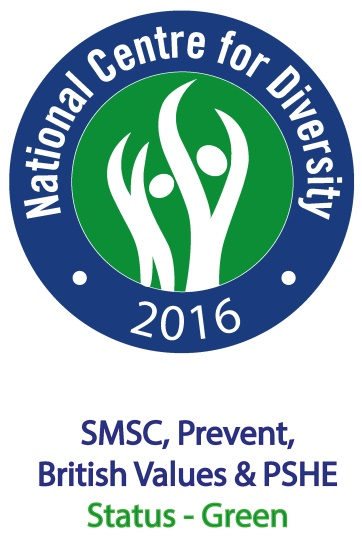 National Centre for Diversity
2016
SMSC, Prevent,
British Values & PSHE
Status - Green